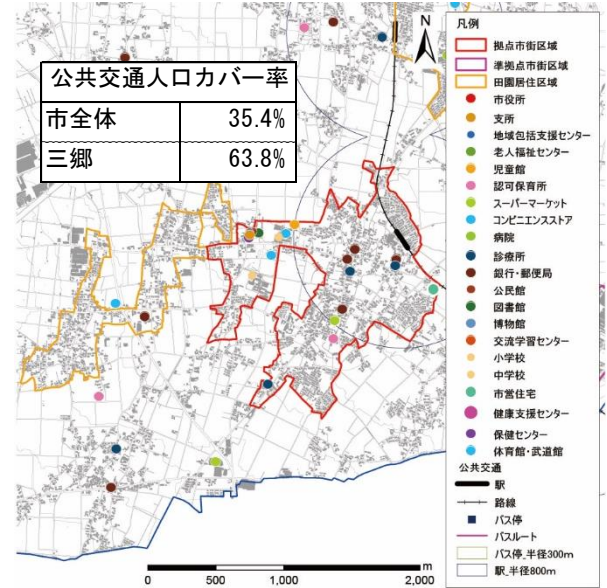 公共交通人口カバー率
市全体 35.4%
三郷 63.8%
N
凡例
拠点市街区域
準拠点市街区域
田園居住区域
市役所
支所
地域包括支援センター
老人福祉センター
児童館
認可保育所
スーパーマーケット
コンビニエンスストア
病院
診療所
銀行・郵便局
公民館
図書館
博物館
交流学習センター
小学校
中学校
市営住宅
健康支援センター
保健センター
体育館・武道館
公共交通
駅
路線
バス停
バスルート
バス停_半径300m
駅_半径800m
m
0 500 1,000 2,000